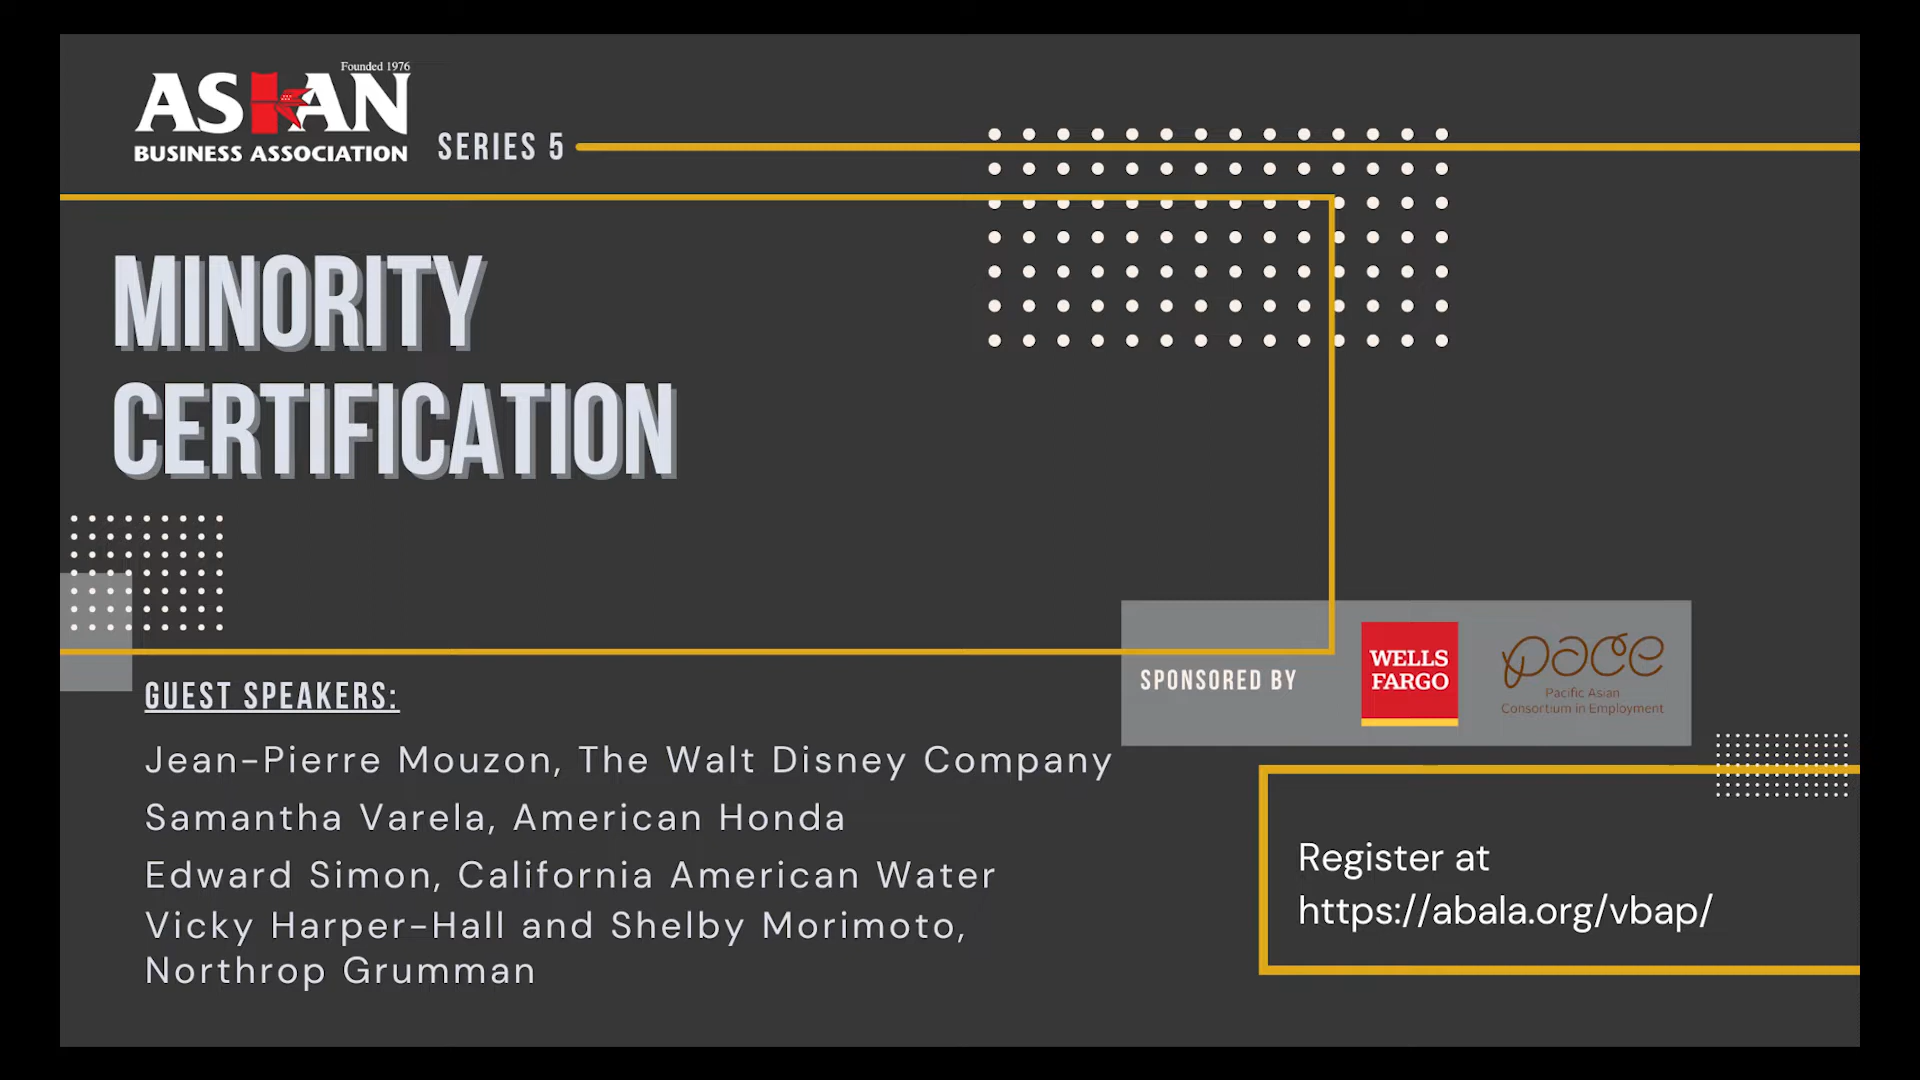 Founded 1976
ASIAN
BUSINESS ASSOCIATION
SERIES 5
MINORITY
CERTIFICATION
GUEST SPEAKERS:
Jean-Pierre Mouzon, The Walt Disney Company
Samantha Varela, American Honda
Edward Simon, California American Water
Vicky Harper-Hall and Shelby Morimoto,
Northrop Grumman
SPONSORED BY
WELLS
FARGO
pace
Pacific Asian
Consortium in Employment
Register at
https://abala.org/vbap/